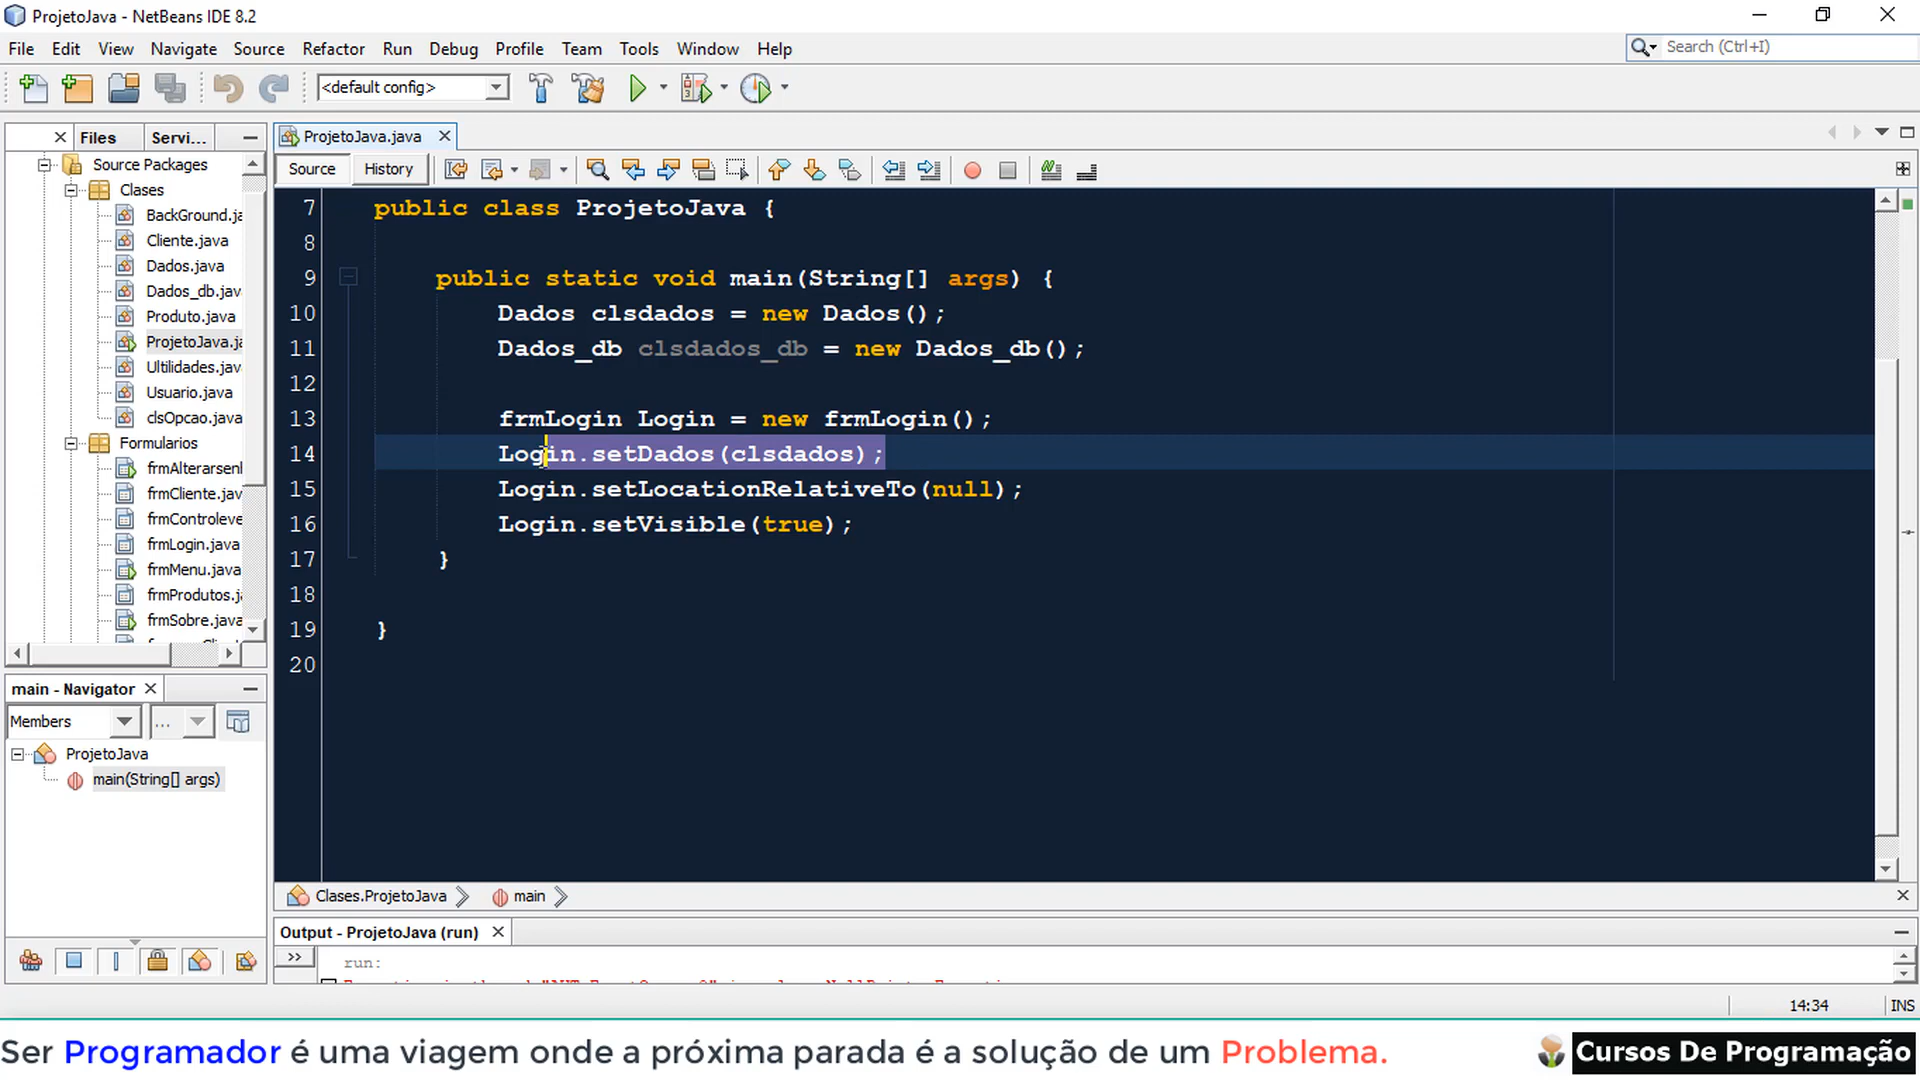 ProjetoJava - NetBeans IDE 8.2
File Edit View Navigate Source Refactor Run Debug Profile Team Tools Window Help
Search (Ctrl+I)
<default config>
Files Servi...
ProjetoJava.java
Source History
Source Packages
Clases
BackGround.ja
Cliente.java
Dados.java
Dados_db.java
Produto.java
ProjetoJava.ja
Ultilidades.java
Usuario.java
clsOpcao.java
Formularios
frmAlterarsenh
frmCliente.java
frmControleve
frmLogin.java
frmMenu.java
frmProdutos.ja
frmSobre.java
7 public class ProjetoJava {
8
9 public static void main(String[] args) {
10 Dados clsdados = new Dados();
11 Dados_db clsdados_db = new Dados_db();
12
13 frmLogin Login = new frmLogin();
14 Login.setDados(clsdados);
15 Login.setLocationRelativeTo(null);
16 Login.setVisible(true);
17 }
18
19 }
20
main - Navigator
Members ...
ProjetoJava
main(String[] args)
Clases.ProjetoJava main
Output - ProjetoJava (run)
run:
14:34 INS
Ser Programador é uma viagem onde a próxima parada é a solução de um Problema.
Cursos De Programação